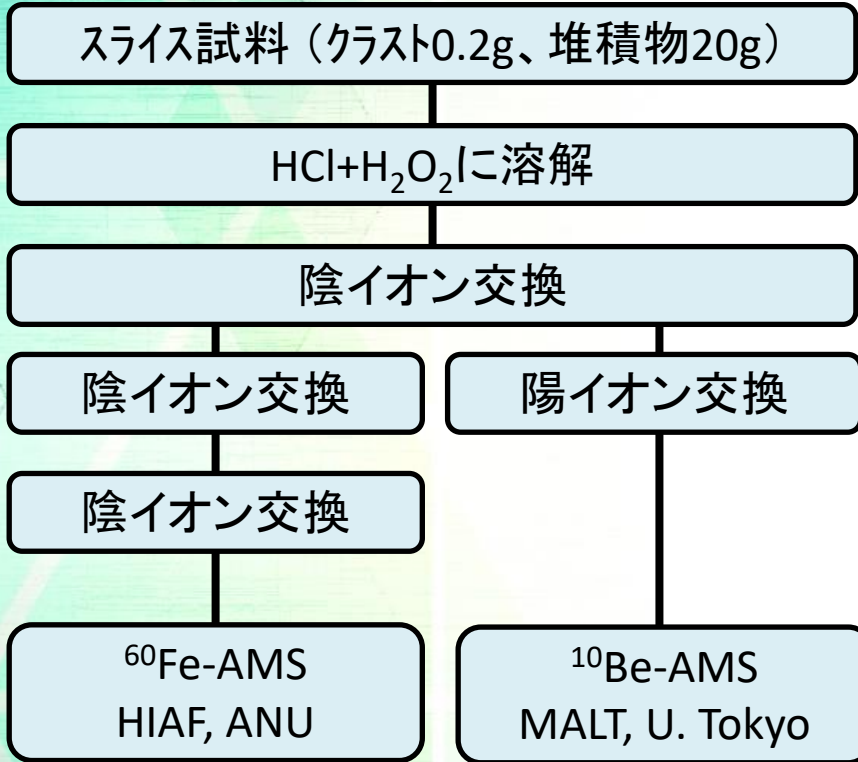 スライス試料（クラスト0.2g、堆積物20g）
HCl+H₂O₂に溶解
陰イオン交換
陰イオン交換
陽イオン交換
陰イオン交換
⁶⁰Fe-AMS
HIAF, ANU
¹⁰Be-AMS
MALT, U. Tokyo